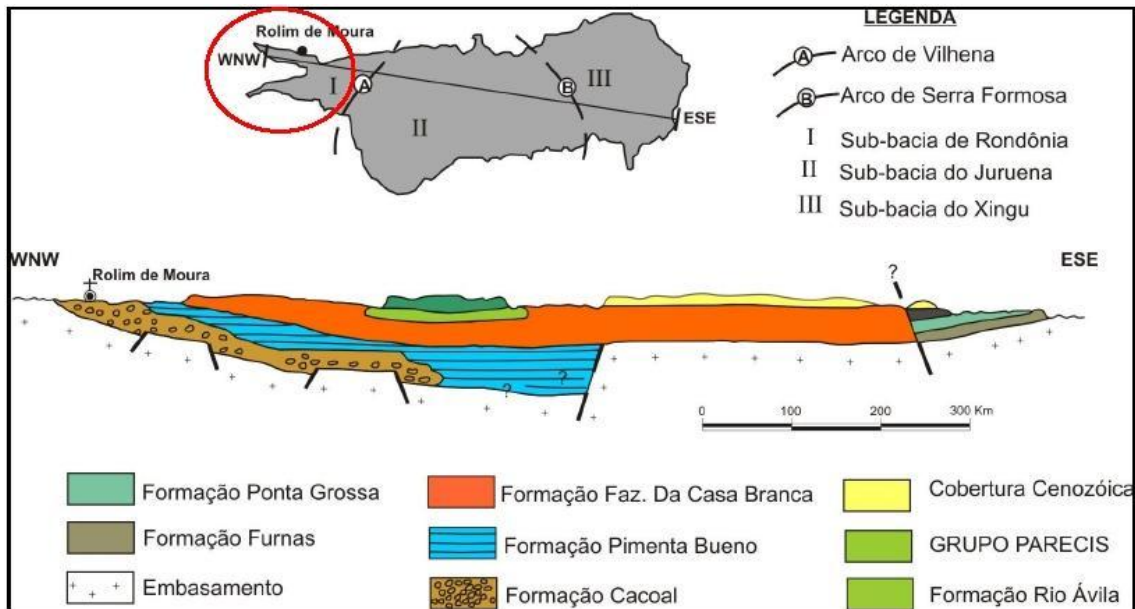 Rolim de Moura
WNW
I
A
II
B
III
ESE
LEGENDA
A Arco de Vilhena
B Arco de Serra Formosa
I Sub-bacia de Rondônia
II Sub-bacia do Juruena
III Sub-bacia do Xingu
WNW
ESE
Rolim de Moura
?
?
?
0 100 200 300 Km
Formação Ponta Grossa
Formação Furnas
Embasamento
Formação Faz. Da Casa Branca
Formação Pimenta Bueno
Formação Cacoal
Cobertura Cenozóica
GRUPO PARECIS
Formação Rio Ávila